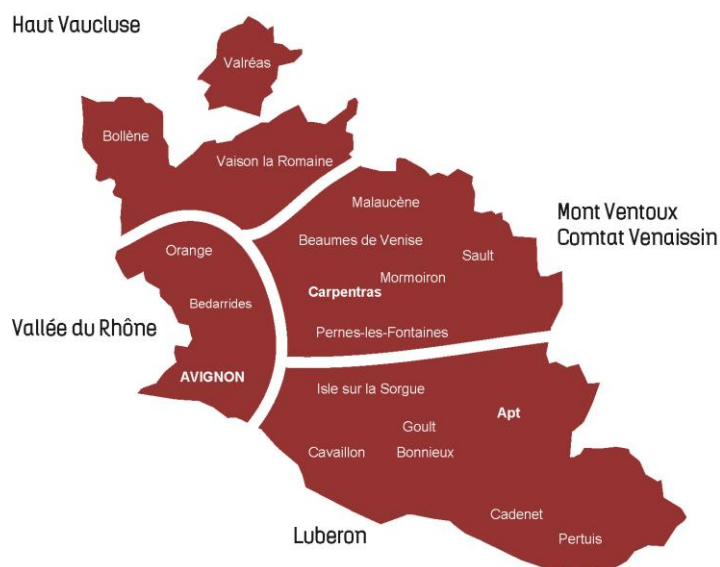 Haut Vaucluse
Valréas
Bollène
Vaison la Romaine
Malaucène
Mont Ventoux
Comtat Venaissin
Beaumes de Venise
Orange
Sault
Mormoiron
Carpentras
Bedarrides
Vallée du Rhône
Pernes-les-Fontaines
AVIGNON
Isle sur la Sorgue
Apt
Goult
Cavaillon
Bonnieux
Cadenet
Luberon
Pertuis